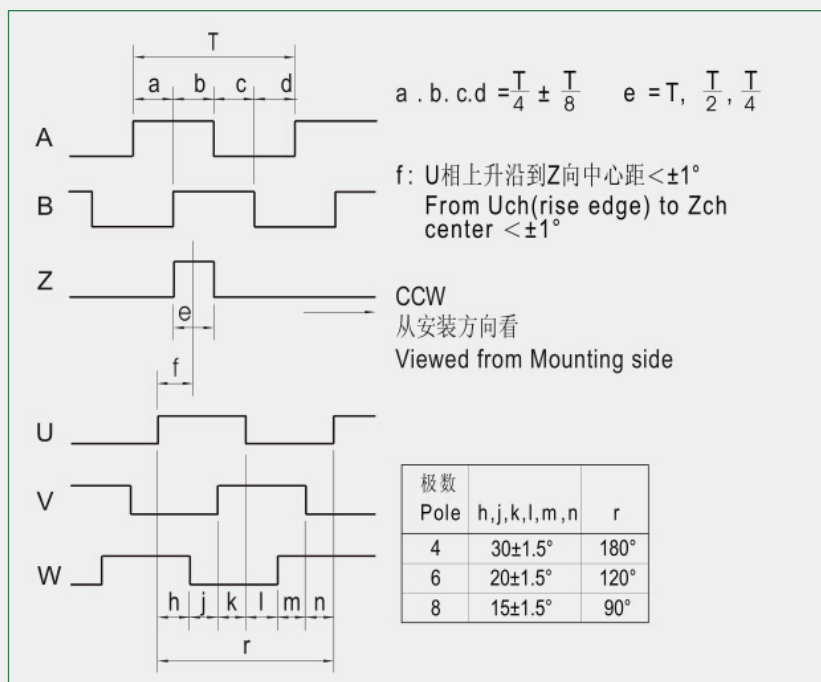 T
a b c d
a . b. c.d = T/4 ± T/8 e = T, T/2, T/4
A
f: U相上升沿到Z向中心距＜±1°
B
From Uch(rise edge) to Zch
center ＜±1°
Z
CCW
e
从安装方向看
Viewed from Mounting side
f
U
V
W
h j k l m n
r
极数
Pole h,j,k,l,m,n r
4 30±1.5° 180°
6 20±1.5° 120°
8 15±1.5° 90°